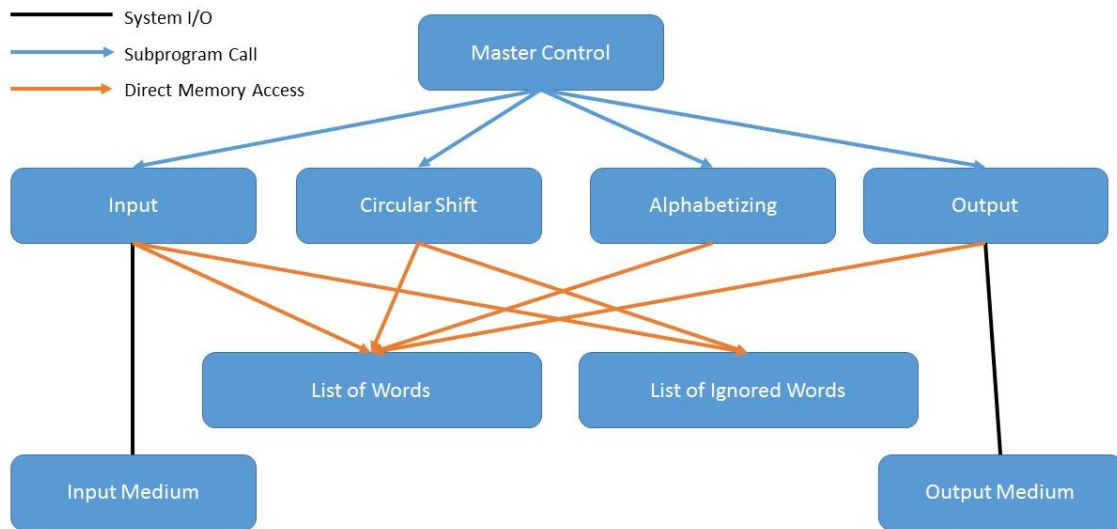 System I/O
Subprogram Call
Direct Memory Access
Master Control
Input
Circular Shift
Alphabetizing
Output
List of Words
List of Ignored Words
Input Medium
Output Medium